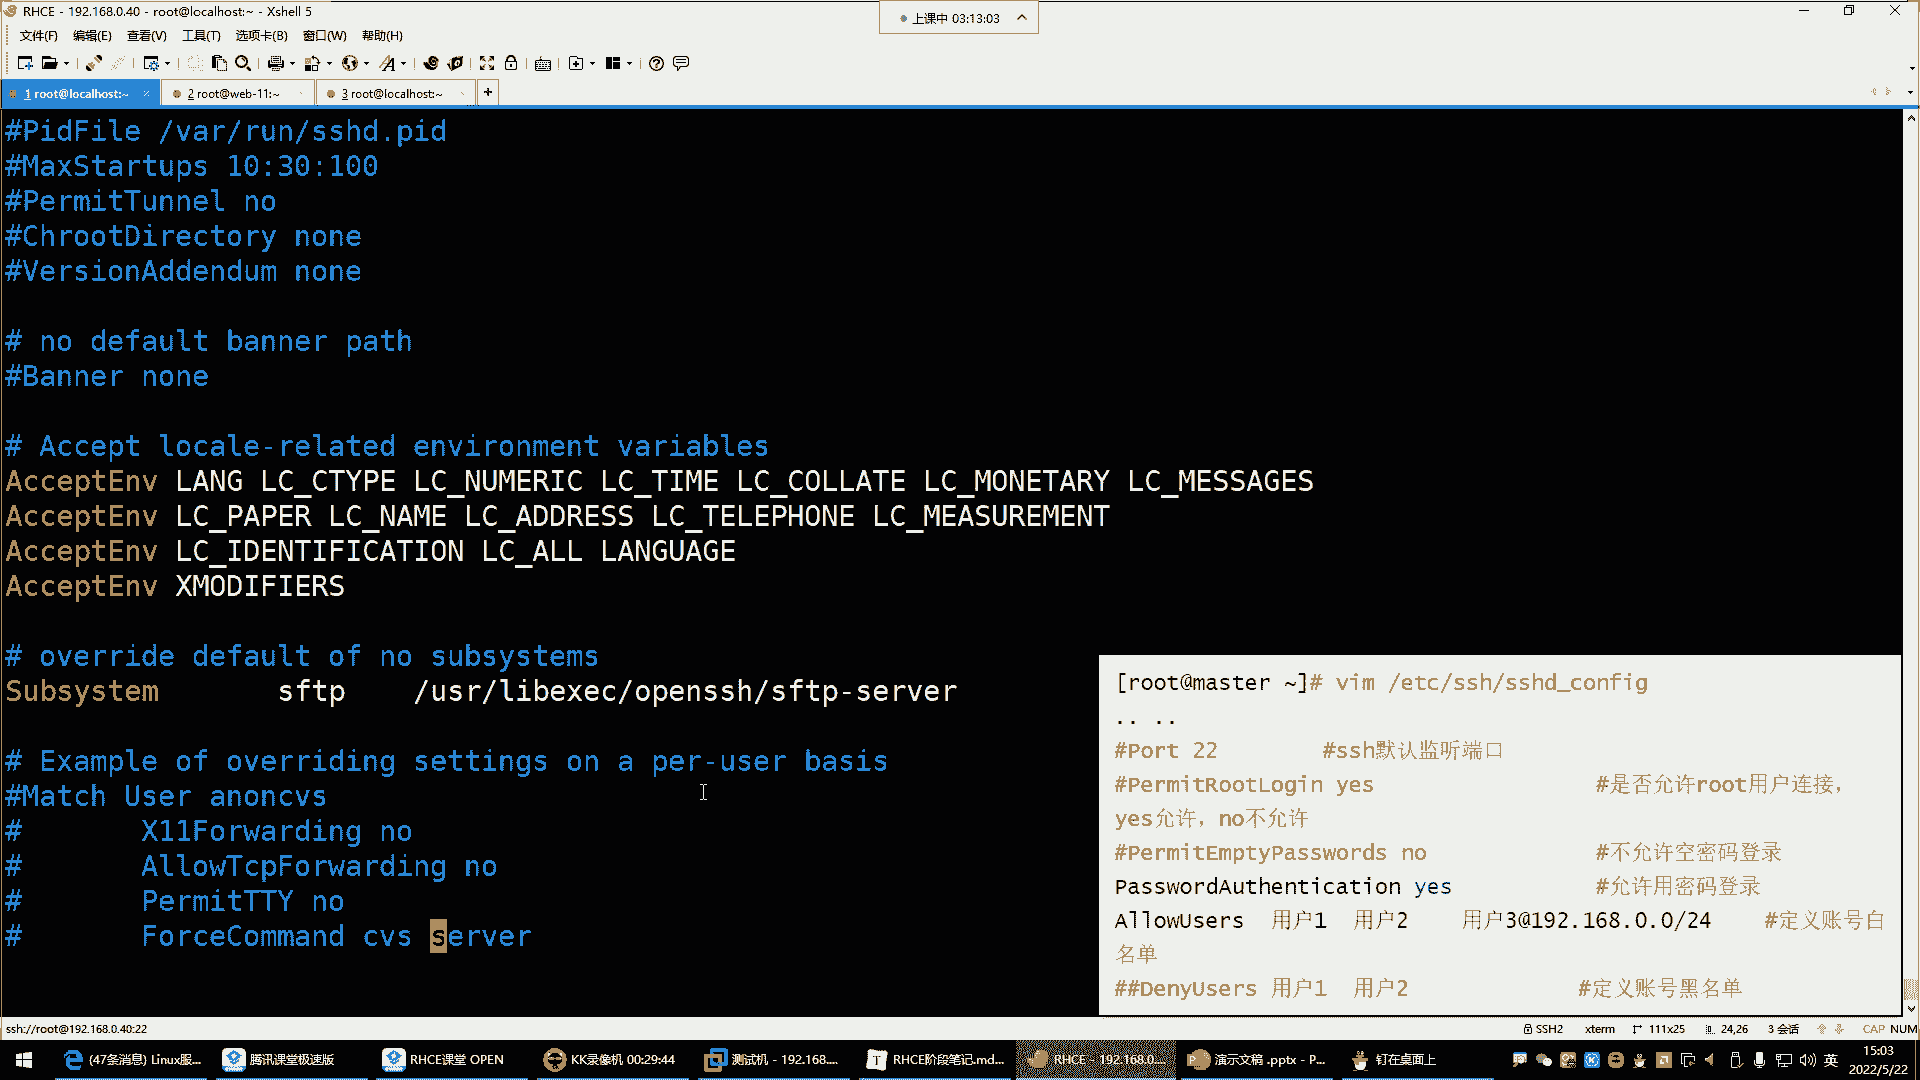 RHCE - 192.168.0.40 - root@localhost:~ - Xshell 5
上课中 03:13:03
文件(F) 编辑(E) 查看(V) 工具(T) 选项卡(B) 窗口(W) 帮助(H)
1 root@localhost:~ 2 root@web-11:~ 3 root@localhost:~ +
#PidFile /var/run/sshd.pid
#MaxStartups 10:30:100
#PermitTunnel no
#ChrootDirectory none
#VersionAddendum none
# no default banner path
#Banner none
# Accept locale-related environment variables
AcceptEnv LANG LC_CTYPE LC_NUMERIC LC_TIME LC_COLLATE LC_MONETARY LC_MESSAGES
AcceptEnv LC_PAPER LC_NAME LC_ADDRESS LC_TELEPHONE LC_MEASUREMENT
AcceptEnv LC_IDENTIFICATION LC_ALL LANGUAGE
AcceptEnv XMODIFIERS
# override default of no subsystems
Subsystem sftp /usr/libexec/openssh/sftp-server
# Example of overriding settings on a per-user basis
#Match User anoncvs
# X11Forwarding no
# AllowTcpForwarding no
# PermitTTY no
# ForceCommand cvs server
[root@master ~]# vim /etc/ssh/sshd_config
.. ..
#Port 22 #ssh默认监听端口
#PermitRootLogin yes #是否允许root用户连接，
yes允许，no不允许
#PermitEmptyPasswords no #不允许空密码登录
PasswordAuthentication yes #允许用密码登录
AllowUsers 用户1 用户2 用户3@192.168.0.0/24 #定义账号白
名单
##DenyUsers 用户1 用户2 #定义账号黑名单
ssh://root@192.168.0.40:22 SSH2 xterm 111x25 24,26 3 会话 CAP NUM
(47条消息) Linux服... 腾讯课堂极速版 RHCE课堂 OPEN KK录像机 00:29:44 测试机 - 192.168.... RHCE阶段笔记.md... RHCE - 192.168.0.... 演示文稿 .pptx - P... 钉在桌面上 英 15:03
2022/5/22